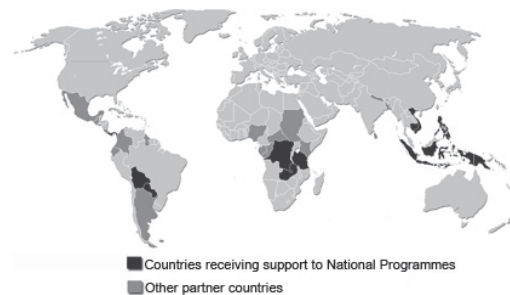 Countries receiving support to National Programmes
Other partner countries